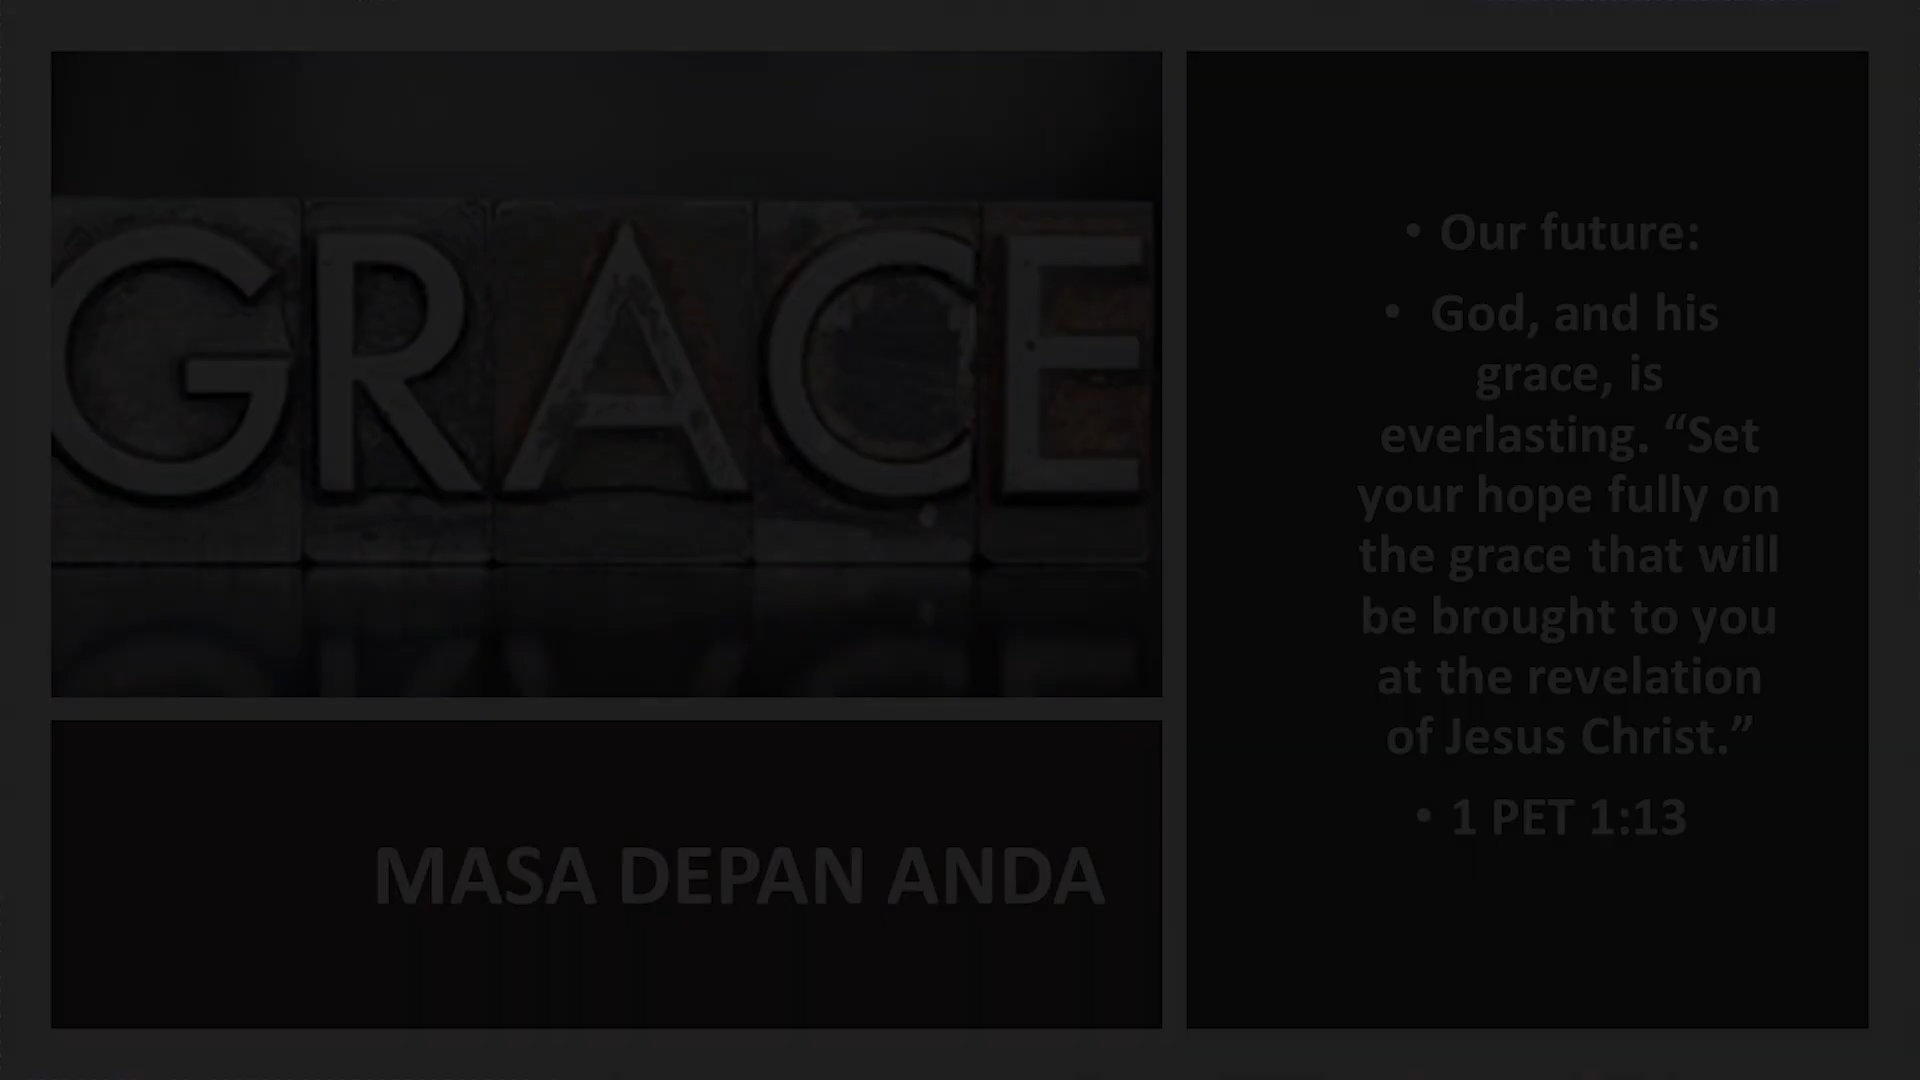 GRACE
MASA DEPAN ANDA
• Our future:
• God, and his
grace, is
everlasting. “Set
your hope fully on
the grace that will
be brought to you
at the revelation
of Jesus Christ.”
• 1 PET 1:13